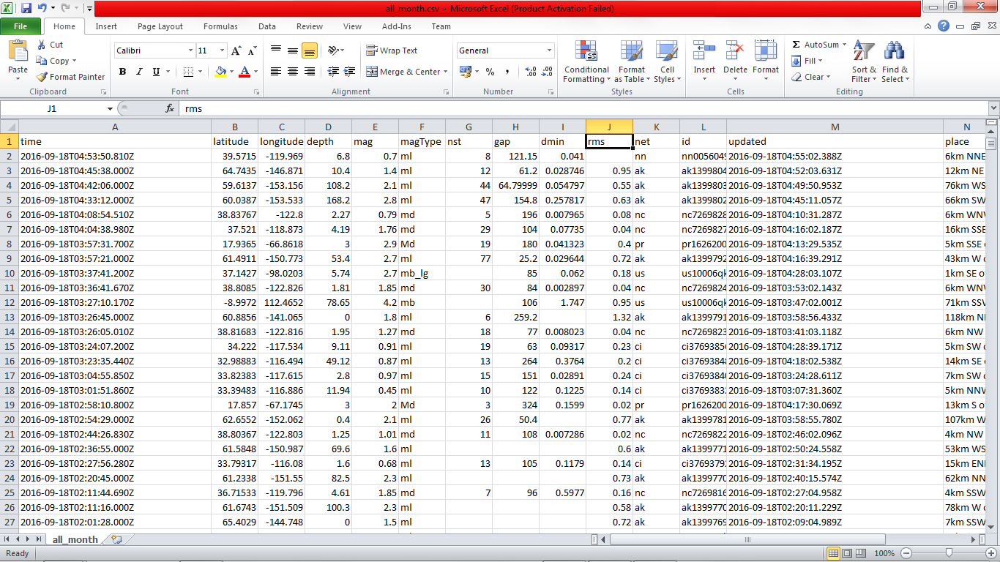 all_month.csv - Microsoft Excel (Product Activation Failed)
File Home Insert Page Layout Formulas Data Review View Add-Ins Team
Paste Cut Copy Format Painter Clipboard
Calibri 11 B I U A A A Font
Wrap Text Merge & Center Alignment
General % , Number
Conditional Formatting Format as Table Cell Styles Styles
Insert Delete Format Cells
AutoSum Fill Clear Sort & Filter Find & Select Editing
J1 fx rms
A B C D E F G H I J K L M N
1 time latitude longitude depth mag magType nst gap dmin rms net id updated place
2 2016-09-18T04:53:50.810Z 39.5715 -119.969 6.8 0.7 ml 8 121.15 0.041 nn nn0056049 2016-09-18T04:55:02.388Z 6km NNE
3 2016-09-18T04:45:38.000Z 64.7435 -146.871 10.4 1.4 ml 12 61.2 0.028746 0.95 ak ak1399804 2016-09-18T04:52:03.631Z 12km NE
4 2016-09-18T04:42:06.000Z 59.6137 -153.156 108.2 2.1 ml 44 64.79999 0.054797 0.55 ak ak1399803 2016-09-18T04:49:50.953Z 76km WS
5 2016-09-18T04:33:12.000Z 60.0387 -153.533 168.2 2.8 ml 47 154.8 0.257817 0.63 ak ak1399802 2016-09-18T04:45:11.057Z 66km SW
6 2016-09-18T04:08:54.510Z 38.83767 -122.8 2.27 0.79 md 5 196 0.007965 0.08 nc nc7269828 2016-09-18T04:10:31.287Z 6km WNW
7 2016-09-18T04:04:38.980Z 37.521 -118.873 4.19 1.76 md 29 104 0.07735 0.04 nc nc7269827 2016-09-18T04:16:02.187Z 16km SSE
8 2016-09-18T03:57:31.700Z 17.9365 -66.8618 3 2.9 Md 19 180 0.041323 0.4 pr pr1626200 2016-09-18T04:13:29.535Z 5km SSE
9 2016-09-18T03:57:21.000Z 61.4911 -150.773 53.4 2.7 ml 77 25.2 0.029644 0.72 ak ak1399792 2016-09-18T04:16:39.291Z 43km W
10 2016-09-18T03:37:41.200Z 37.1427 -98.0203 5.74 2.7 mb_lg 85 0.062 0.18 us us10006qk 2016-09-18T04:28:03.107Z 1km SE o
11 2016-09-18T03:36:41.670Z 38.8085 -122.826 1.81 1.85 md 30 84 0.002897 0.04 nc nc7269824 2016-09-18T03:53:02.143Z 6km WNW
12 2016-09-18T03:27:10.170Z -8.9972 112.4652 78.65 4.2 mb 106 1.747 0.95 us us10006qk 2016-09-18T03:47:02.001Z 71km SSW
13 2016-09-18T03:26:45.000Z 60.8856 -141.065 0 1.8 ml 6 259.2 1.32 ak ak1399791 2016-09-18T03:58:56.433Z 118km N
14 2016-09-18T03:26:05.010Z 38.81683 -122.816 1.95 1.27 md 18 77 0.008023 0.04 nc nc7269823 2016-09-18T03:41:03.118Z 6km NW
15 2016-09-18T03:24:07.200Z 34.222 -117.534 9.11 0.91 ml 19 63 0.09317 0.23 ci ci3769385 2016-09-18T04:28:39.171Z 5km SW
16 2016-09-18T03:23:35.440Z 32.98883 -116.494 49.12 0.87 ml 13 264 0.3764 0.2 ci ci3769384 2016-09-18T04:18:02.538Z 14km SE
17 2016-09-18T03:04:55.850Z 33.82383 -117.615 2.8 0.97 ml 15 151 0.02891 0.24 ci ci3769384 2016-09-18T03:24:28.611Z 7km SW
18 2016-09-18T03:01:51.860Z 33.39483 -116.886 11.94 0.45 ml 10 122 0.1225 0.14 ci ci3769383 2016-09-18T03:07:31.360Z 5km NNW
19 2016-09-18T02:58:10.800Z 17.857 -67.1745 3 2 Md 3 324 0.1599 0.02 pr pr1626200 2016-09-18T04:17:30.069Z 13km S o
20 2016-09-18T02:54:29.000Z 62.6552 -152.062 0.4 2.1 ml 26 50.4 0.77 ak ak1399781 2016-09-18T03:58:55.780Z 107km W
21 2016-09-18T02:44:26.830Z 38.80367 -122.803 1.25 1.01 md 11 108 0.007286 0.02 nc nc7269822 2016-09-18T02:46:02.096Z 4km NW
22 2016-09-18T02:36:55.000Z 61.5848 -150.987 69.6 1.6 ml 0.6 ak ak1399771 2016-09-18T02:50:24.558Z 53km WS
23 2016-09-18T02:27:56.280Z 33.79317 -116.08 1.6 0.68 ml 13 105 0.1179 0.14 ci ci3769379 2016-09-18T02:31:34.195Z 15km EN
24 2016-09-18T02:20:45.000Z 61.2338 -151.55 82.5 2.3 ml 0.73 ak ak1399770 2016-09-18T02:40:15.574Z 62km NN
25 2016-09-18T02:11:44.690Z 36.71533 -119.796 4.61 1.85 md 7 96 0.5977 0.16 nc nc7269816 2016-09-18T02:27:04.958Z 4km SSW
26 2016-09-18T02:11:16.000Z 61.6743 -151.509 100.3 2.3 ml 0.58 ak ak1399770 2016-09-18T02:20:11.229Z 78km W
27 2016-09-18T02:01:28.000Z 65.4029 -144.748 0 1.5 ml 0.72 ak ak1399769 2016-09-18T02:09:04.989Z 7km SSW
all_month
Ready 100%